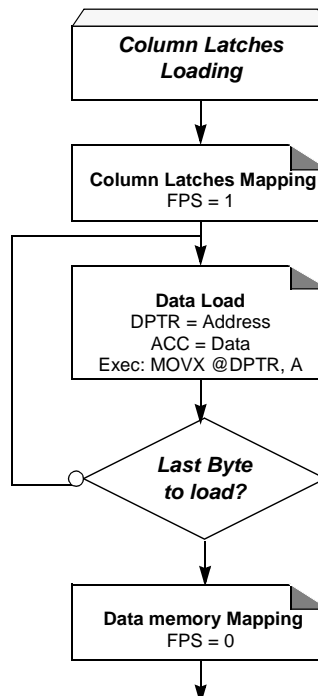 Column Latches
Loading
Column Latches Mapping
FPS = 1
Data Load
DPTR = Address
ACC = Data
Exec: MOVX @DPTR, A
Last Byte
to load?
Data memory Mapping
FPS = 0